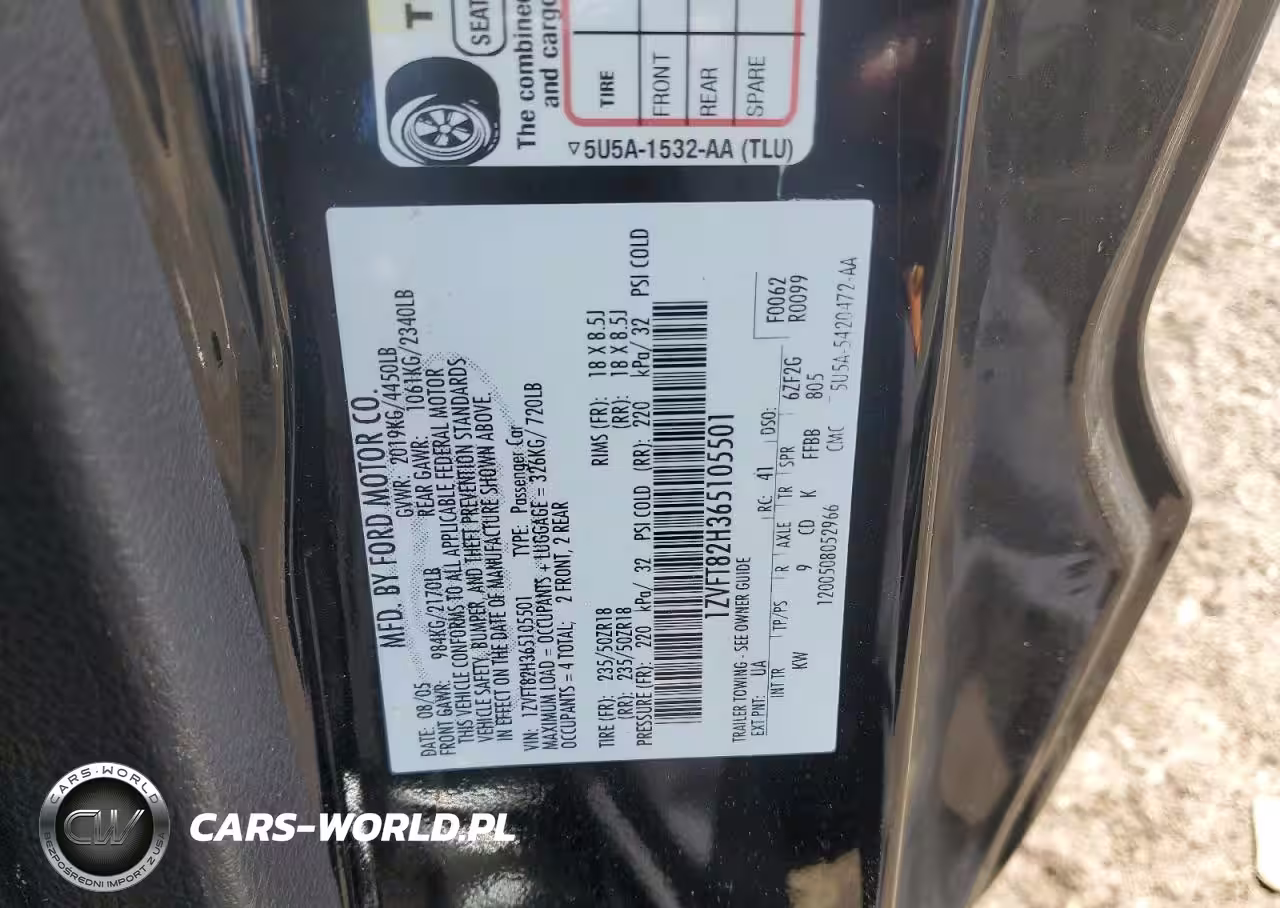 T
SEAT
The combined
and cargo
TIRE
FRONT
REAR
SPARE
▽5U5A-1532-AA (TLU)
MFD. BY FORD MOTOR CO.
DATE: 08/05 GVWR: 2019KG/4450LB
FRONT GAWR: 984KG/2170LB REAR GAWR: 1061KG/2340LB
THIS VEHICLE CONFORMS TO ALL APPLICABLE FEDERAL MOTOR
VEHICLE SAFETY, BUMPER, AND THEFT PREVENTION STANDARDS
IN EFFECT ON THE DATE OF MANUFACTURE SHOWN ABOVE.
VIN: 1ZVFT82H365105501 TYPE: Passenger Car
MAXIMUM LOAD = OCCUPANTS + LUGGAGE = 326KG/ 720LB
OCCUPANTS = 4 TOTAL; 2 FRONT, 2 REAR
TIRE (FR): 235/50ZR18 RIMS (FR): 18 X 8.5J
(RR): 235/50ZR18 (RR): 18 X 8.5J
PRESSURE (FR): 220 kPa/ 32 PSI COLD (RR): 220 kPa/ 32 PSI COLD
1ZVFT82H365105501
TRAILER TOWING - SEE OWNER GUIDE
F0062
R0099
EXT PNT: UA RC: 41 DSO:
INT TR TP/PS R AXLE TR SPR 6ZF2G
KW 9 CD K FFBB 805
1200508052966 CMC 5U5A-5420472-AA
CARS-WORLD
CW
BEZPOŚREDNI IMPORT Z USA
CARS-WORLD.PL